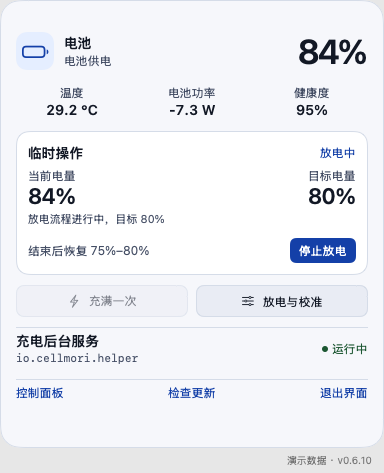 电池
电池供电
84%
温度
29.2 °C
电池功率
-7.3 W
健康度
95%
临时操作
放电中
当前电量
目标电量
84%
80%
放电流程进行中，目标 80%
结束后恢复 75%–80%
停止放电
充满一次
放电与校准
充电后台服务
io.cellmori.helper
运行中
控制面板
检查更新
退出界面
演示数据 · v0.6.10